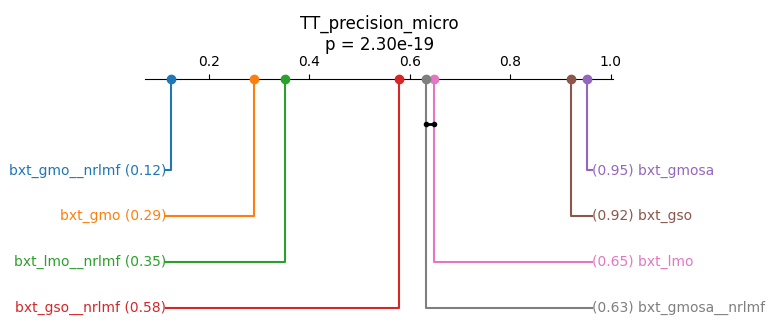 TT_precision_micro
p = 2.30e-19
0.2 0.4 0.6 0.8 1.0
bxt_gmo__nrlmf (0.12) (0.95) bxt_gmosa
bxt_gmo (0.29) (0.92) bxt_gso
bxt_lmo__nrlmf (0.35) (0.65) bxt_lmo
bxt_gso__nrlmf (0.58) (0.63) bxt_gmosa__nrlmf